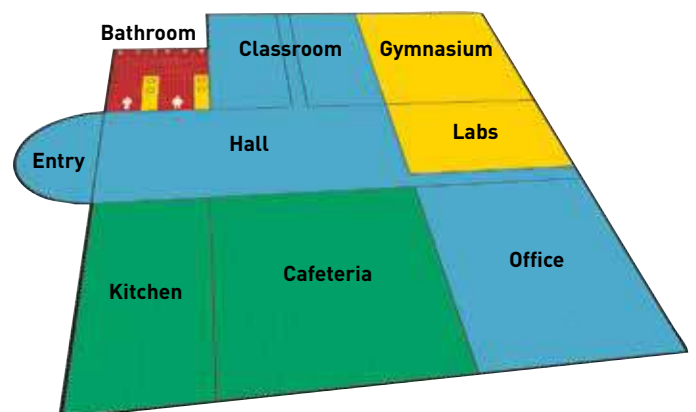 Bathroom
Classroom
Gymnasium
Entry
Hall
Labs
Kitchen
Cafeteria
Office